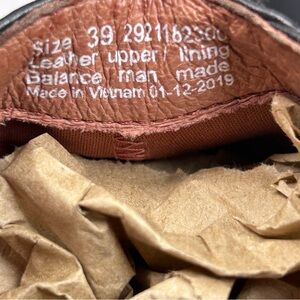 Size 39 2921162300
Leather upper/ lining
Balance man made
Made in Vietnam 01-12-2019